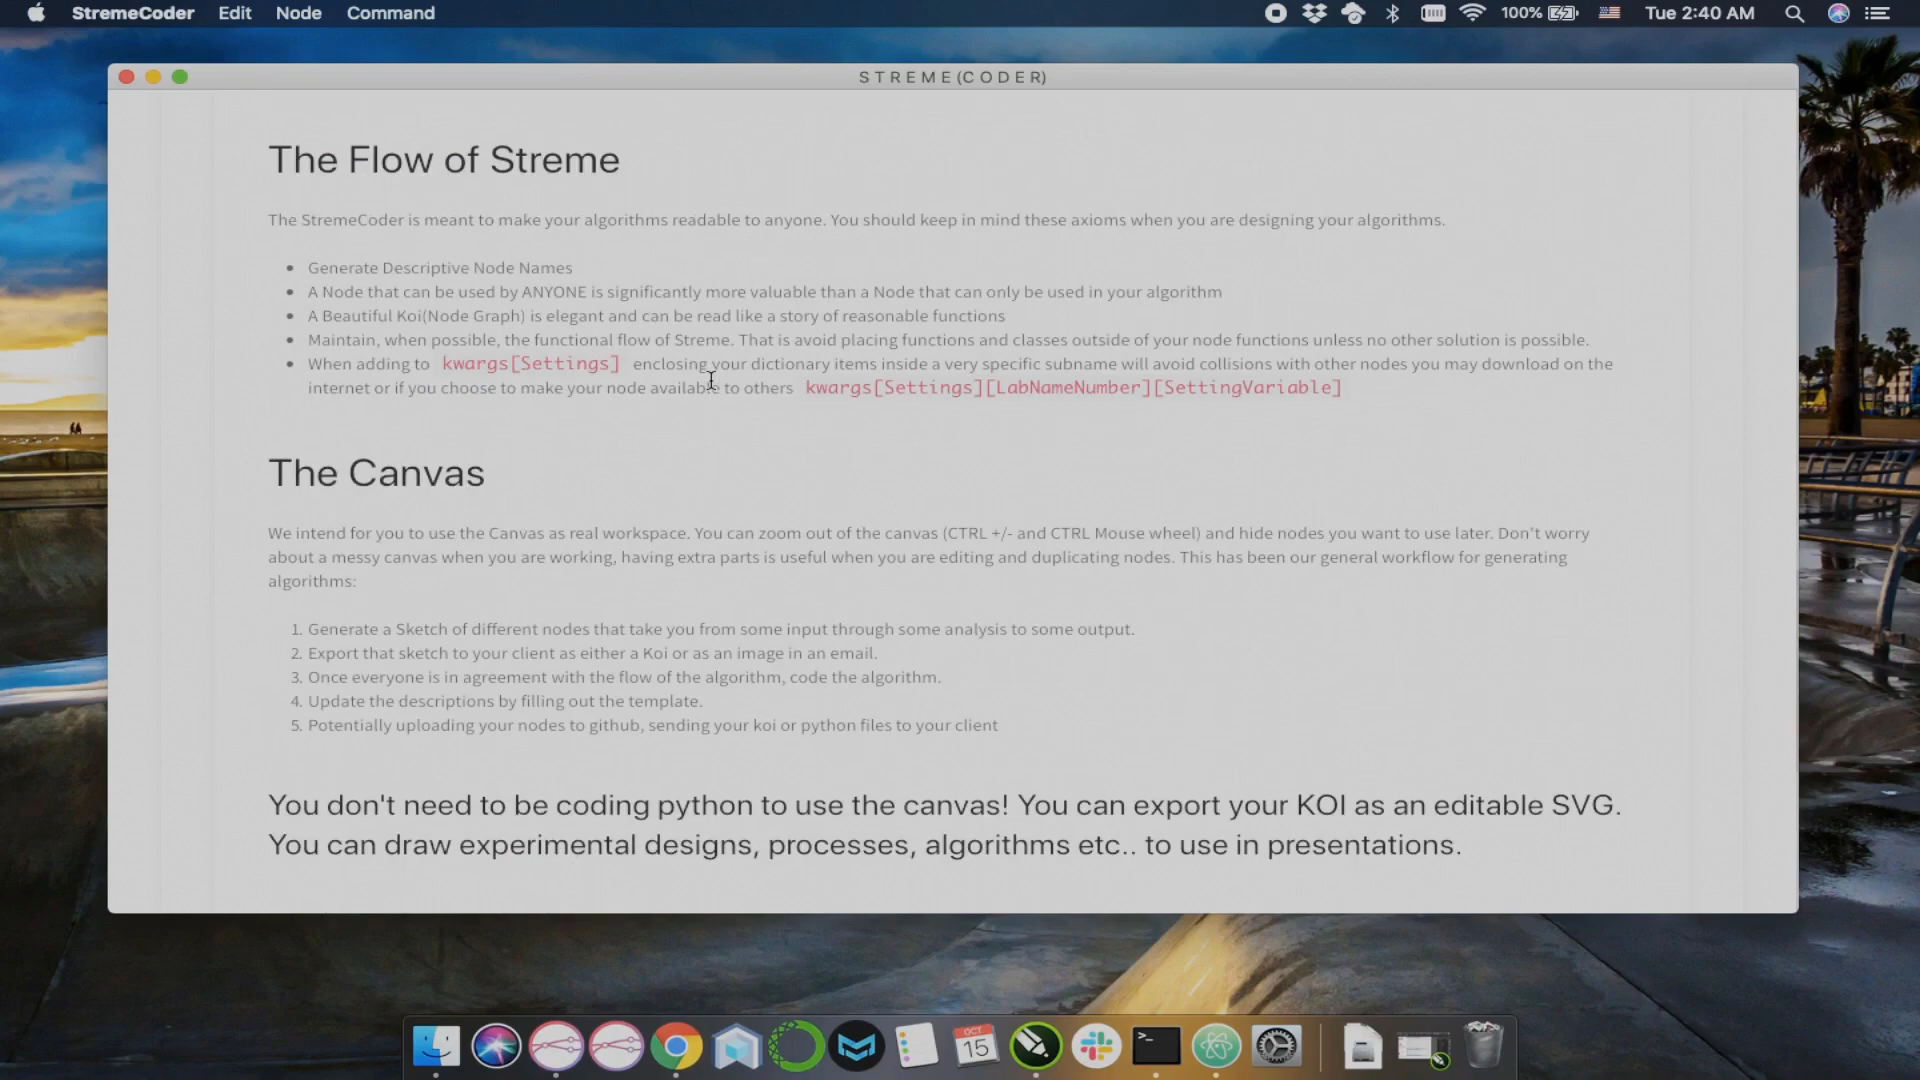 StremeCoder Edit Node Command 100% Tue 2:40 AM
STREME(CODER)
The Flow of Streme
The StremeCoder is meant to make your algorithms readable to anyone. You should keep in mind these axioms when you are designing your algorithms.
• Generate Descriptive Node Names
• A Node that can be used by ANYONE is significantly more valuable than a Node that can only be used in your algorithm
• A Beautiful Koi(Node Graph) is elegant and can be read like a story of reasonable functions
• Maintain, when possible, the functional flow of Streme. That is avoid placing functions and classes outside of your node functions unless no other solution is possible.
• When adding to kwargs[Settings] enclosing your dictionary items inside a very specific subname will avoid collisions with other nodes you may download on the
internet or if you choose to make your node available to others kwargs[Settings][LabNameNumber][SettingVariable]
The Canvas
We intend for you to use the Canvas as real workspace. You can zoom out of the canvas (CTRL +/- and CTRL Mouse wheel) and hide nodes you want to use later. Don't worry
about a messy canvas when you are working, having extra parts is useful when you are editing and duplicating nodes. This has been our general workflow for generating
algorithms:
1. Generate a Sketch of different nodes that take you from some input through some analysis to some output.
2. Export that sketch to your client as either a Koi or as an image in an email.
3. Once everyone is in agreement with the flow of the algorithm, code the algorithm.
4. Update the descriptions by filling out the template.
5. Potentially uploading your nodes to github, sending your koi or python files to your client
You don't need to be coding python to use the canvas! You can export your KOI as an editable SVG.
You can draw experimental designs, processes, algorithms etc.. to use in presentations.
OCT
15